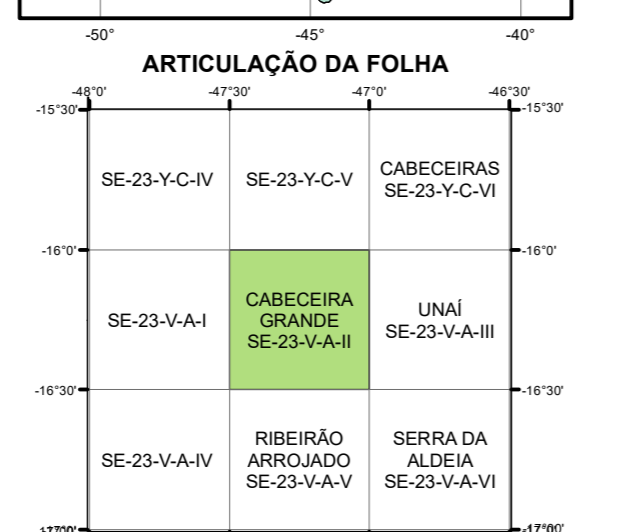 -50°
-45°
-40°
ARTICULAÇÃO DA FOLHA
-48°0'
-47°30'
-47°0'
-46°30'
-15°30'
-15°30'
SE-23-Y-C-IV
SE-23-Y-C-V
CABECEIRAS
SE-23-Y-C-VI
-16°0'
-16°0'
SE-23-V-A-I
CABECEIRA
GRANDE
SE-23-V-A-II
UNAÍ
SE-23-V-A-III
-16°30'
-16°30'
SE-23-V-A-IV
RIBEIRÃO
ARROJADO
SE-23-V-A-V
SERRA DA
ALDEIA
SE-23-V-A-VI